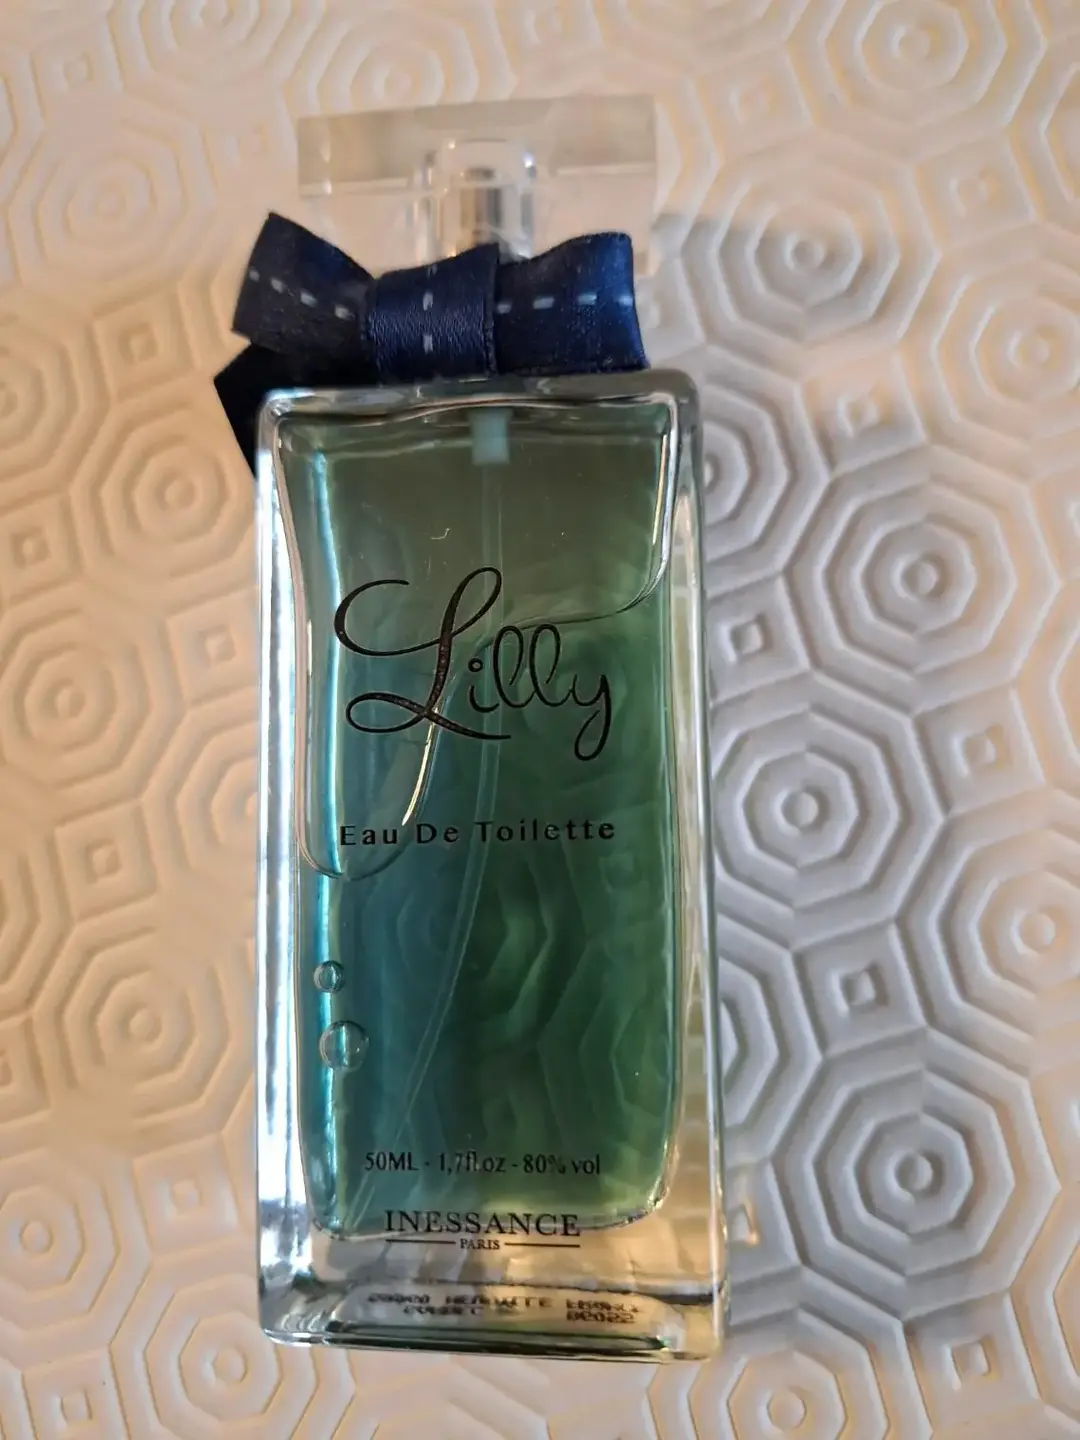 Lilly
Eau De Toilette
50ML - 1,7fl.oz - 80% vol
INESSANCE
PARIS